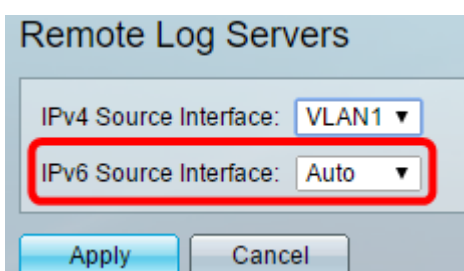 Remote Log Servers
IPv4 Source Interface: VLAN1
IPv6 Source Interface: Auto
Apply Cancel